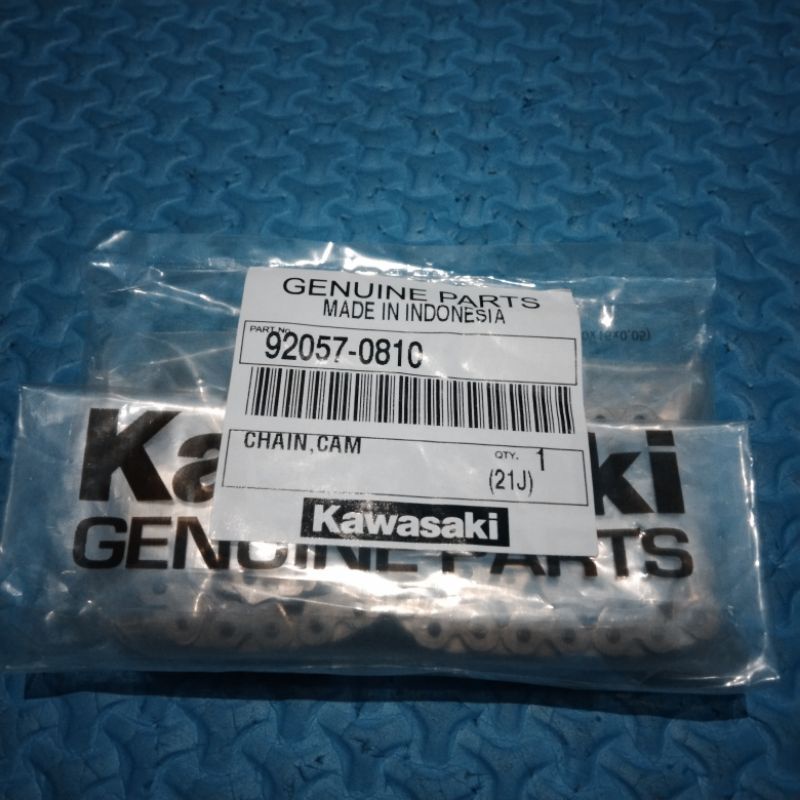 GENUINE PARTS
MADE IN INDONESIA
PART No.
92057-0810
CHAIN,CAM
QTY. 1
(21J)
Kawasaki
Ka ki
GENUINE PARTS